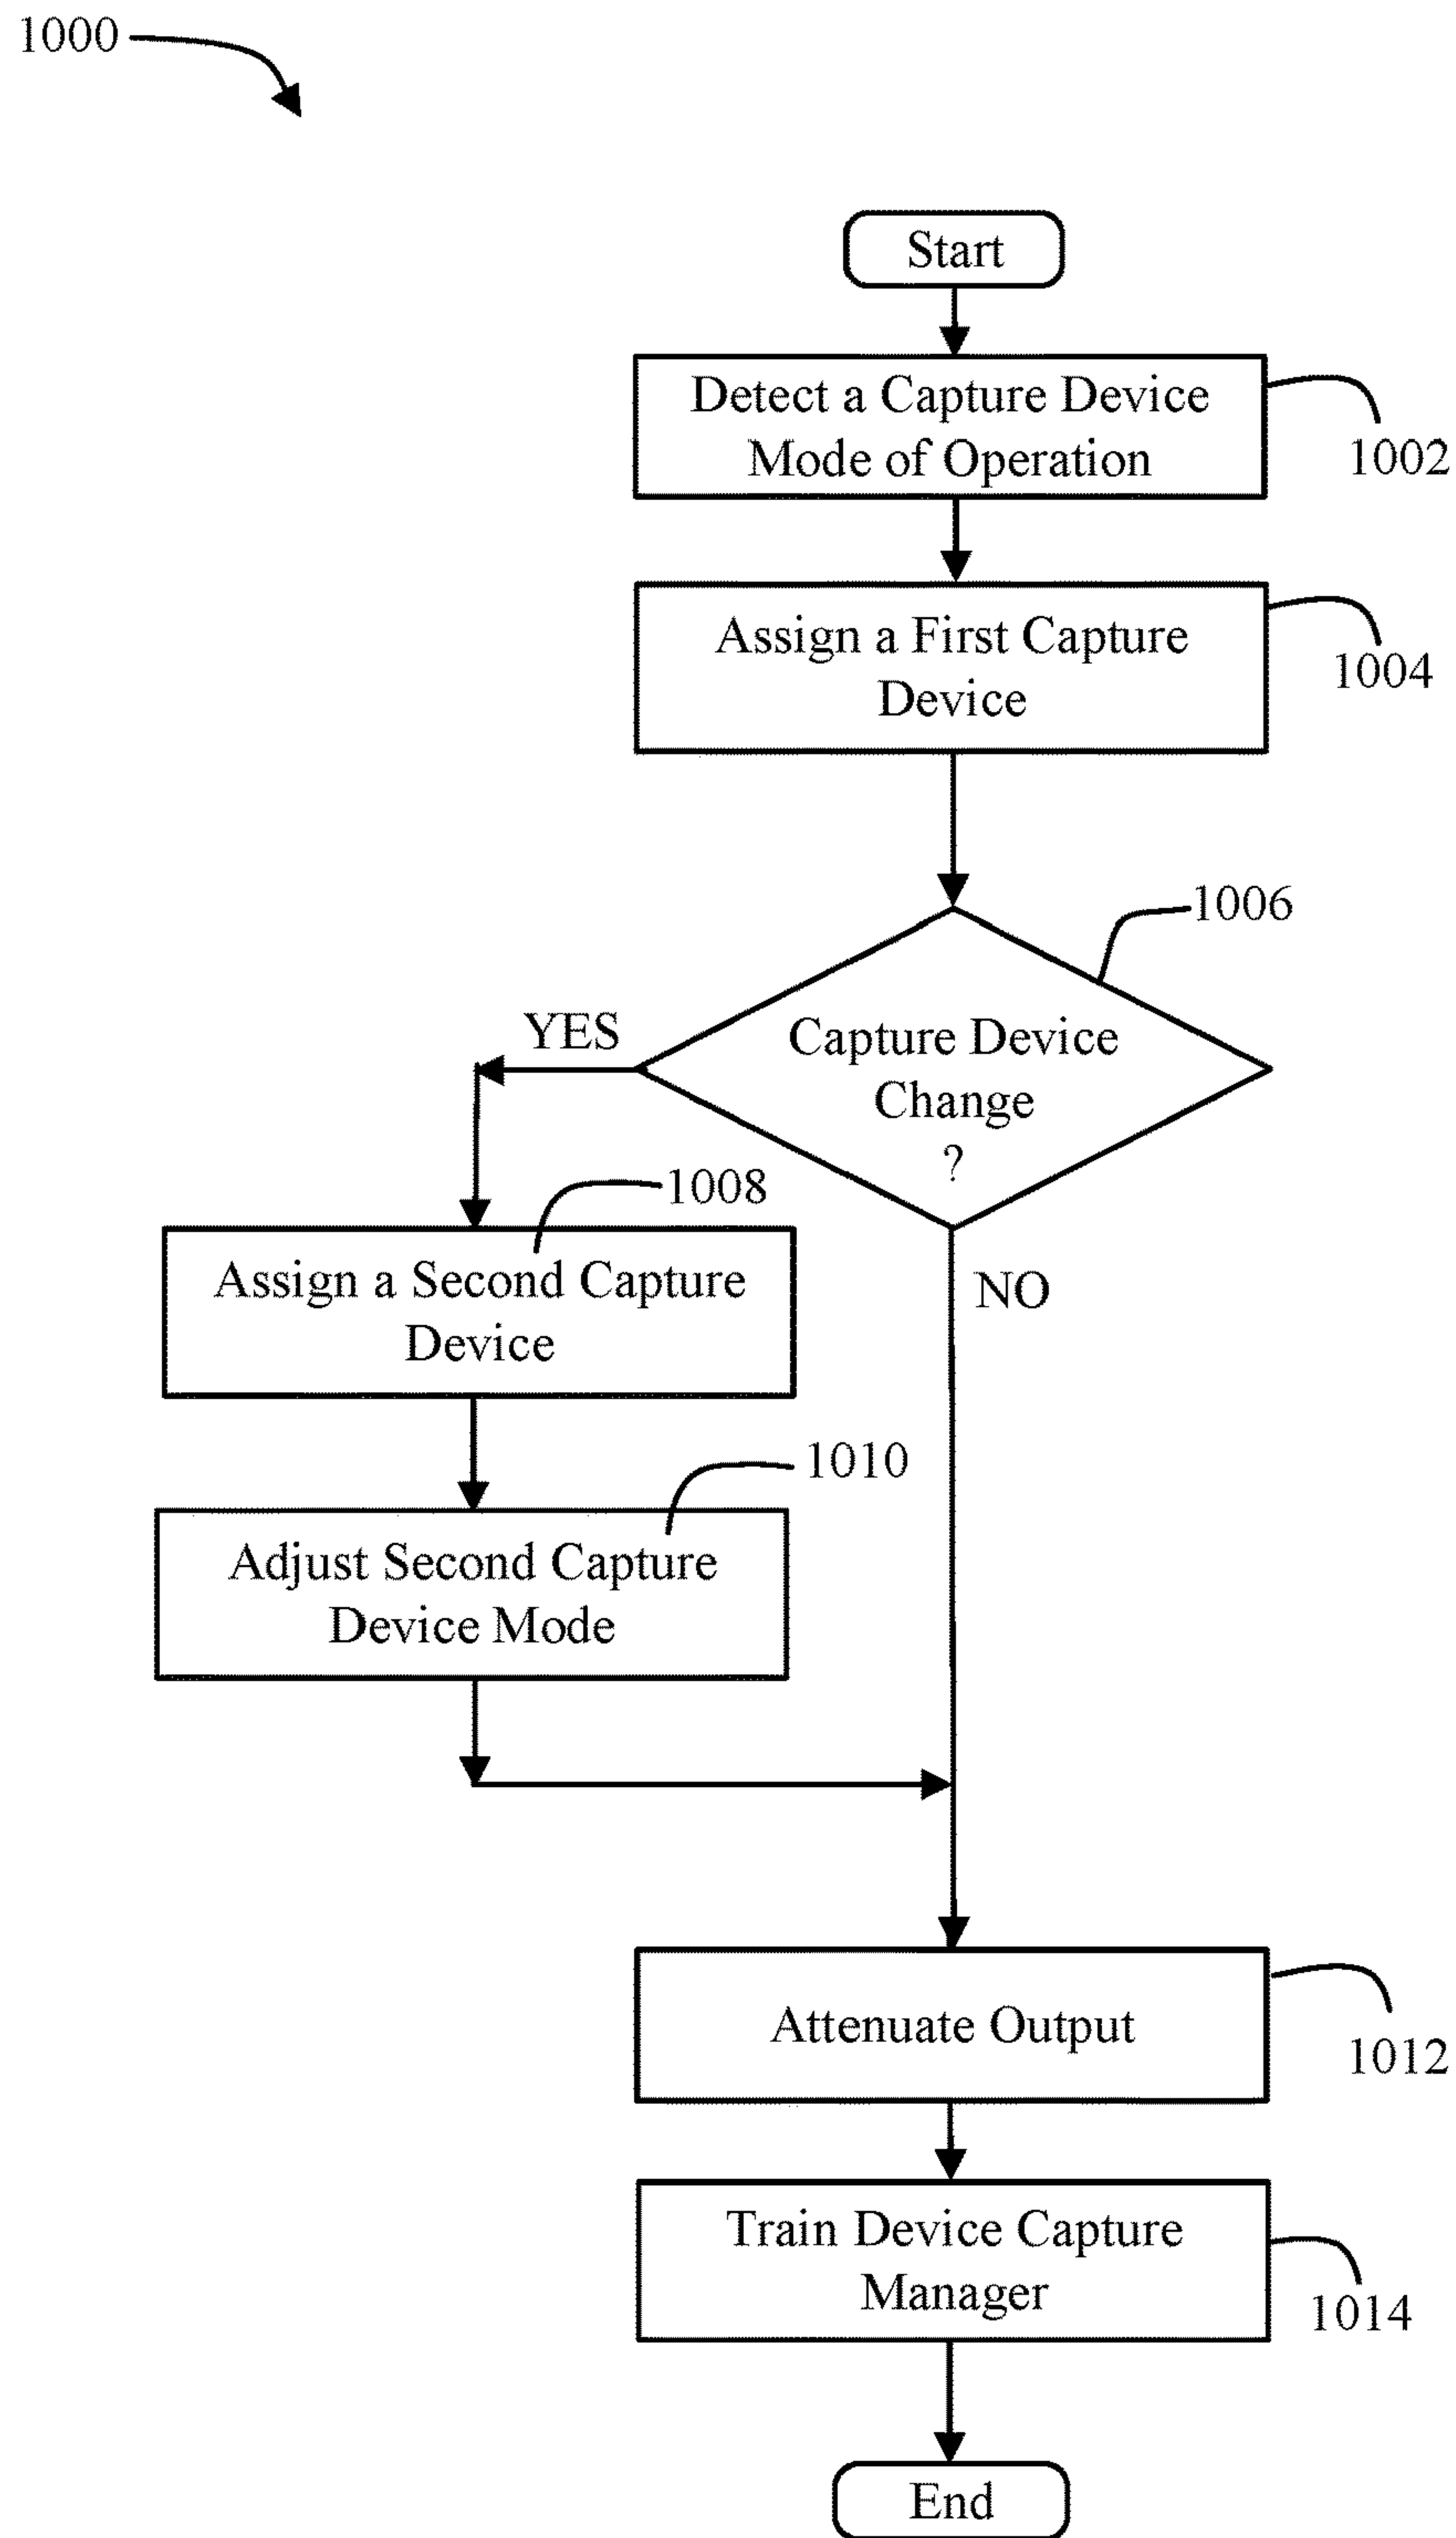 1000
Start
Detect a Capture Device
Mode of Operation
1002
Assign a First Capture
Device
1004
1006
Capture Device
Change
?
YES
NO
1008
Assign a Second Capture
Device
1010
Adjust Second Capture
Device Mode
Attenuate Output
1012
Train Device Capture
Manager
1014
End